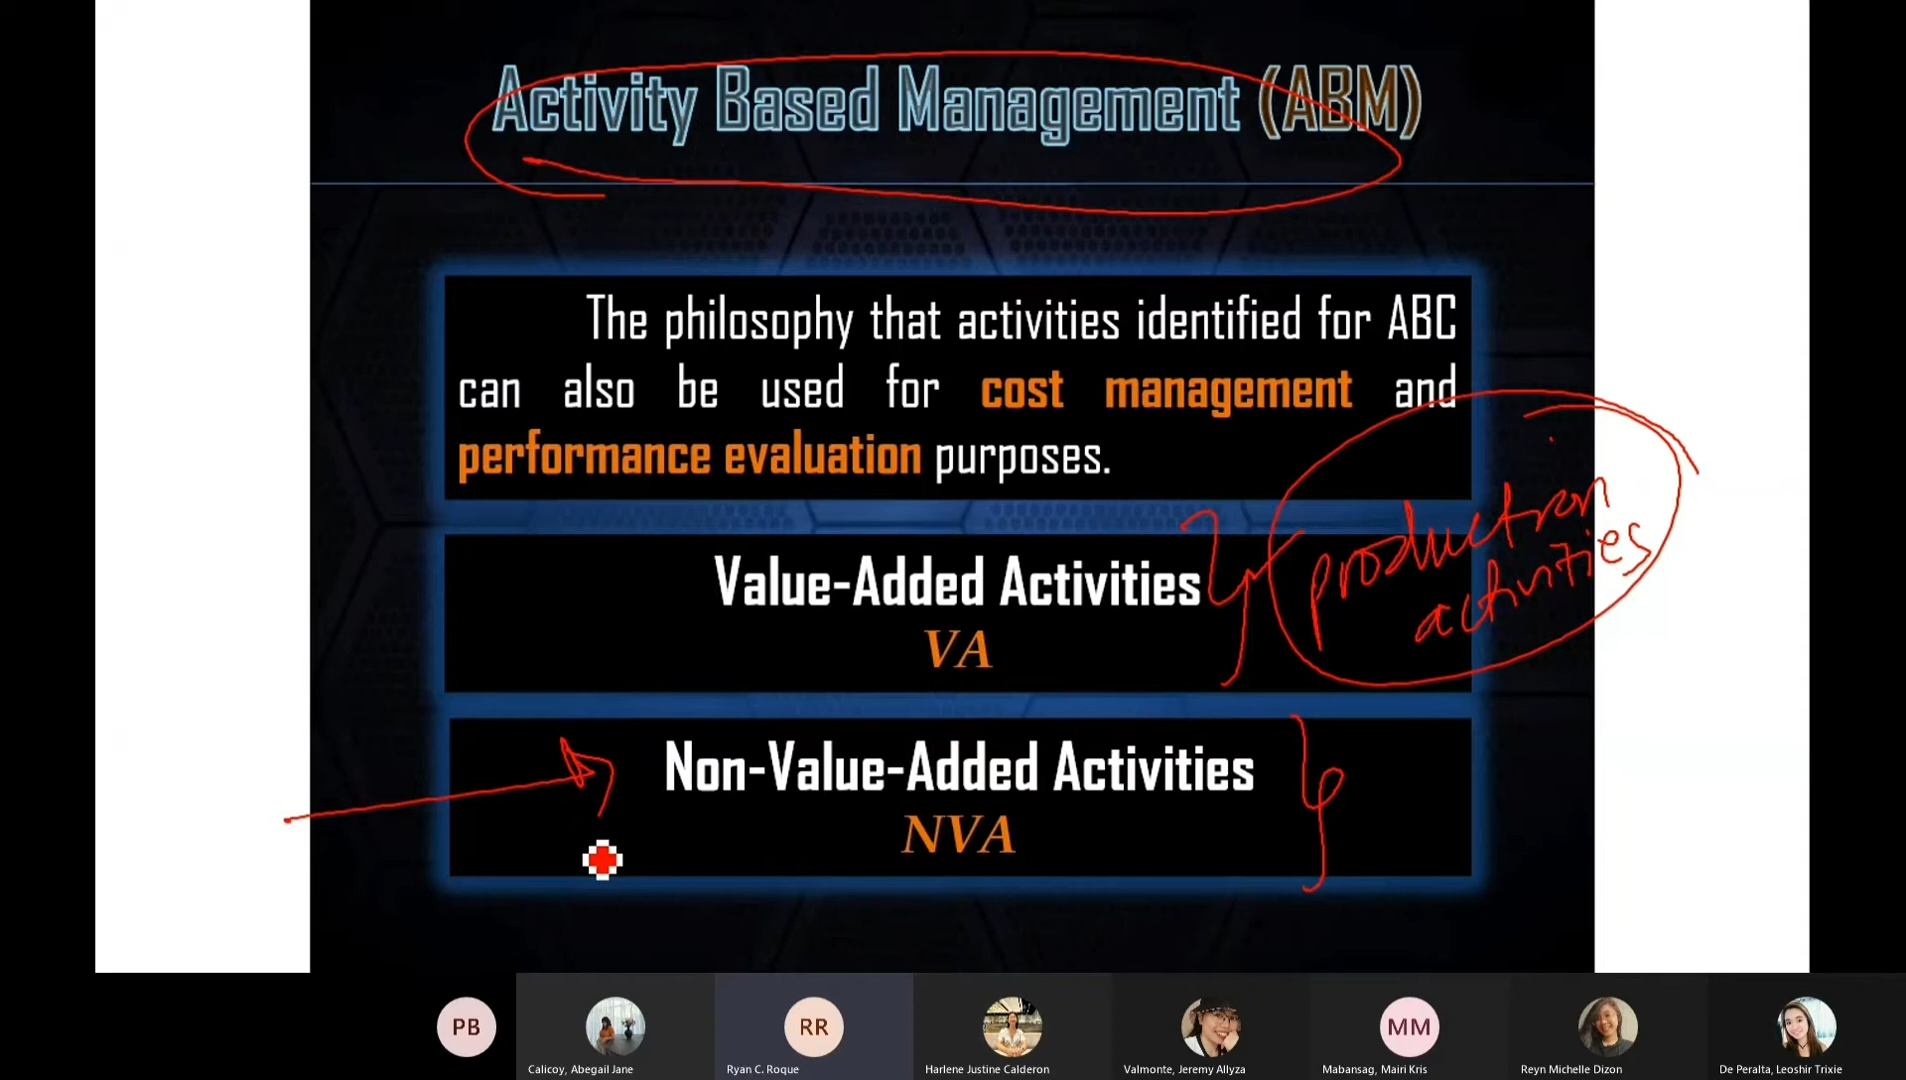 Activity Based Management (ABM)
The philosophy that activities identified for ABC
can also be used for cost management and
performance evaluation purposes.
production
activities
Value-Added Activities
VA
Non-Value-Added Activities
NVA
PB
RR
MM
Calicoy, Abegail Jane
Ryan C. Roque
Harlene Justine Calderon
Valmonte, Jeremy Allyza
Mabansag, Mairi Kris
Reyn Michelle Dizon
De Peralta, Leoshir Trixie